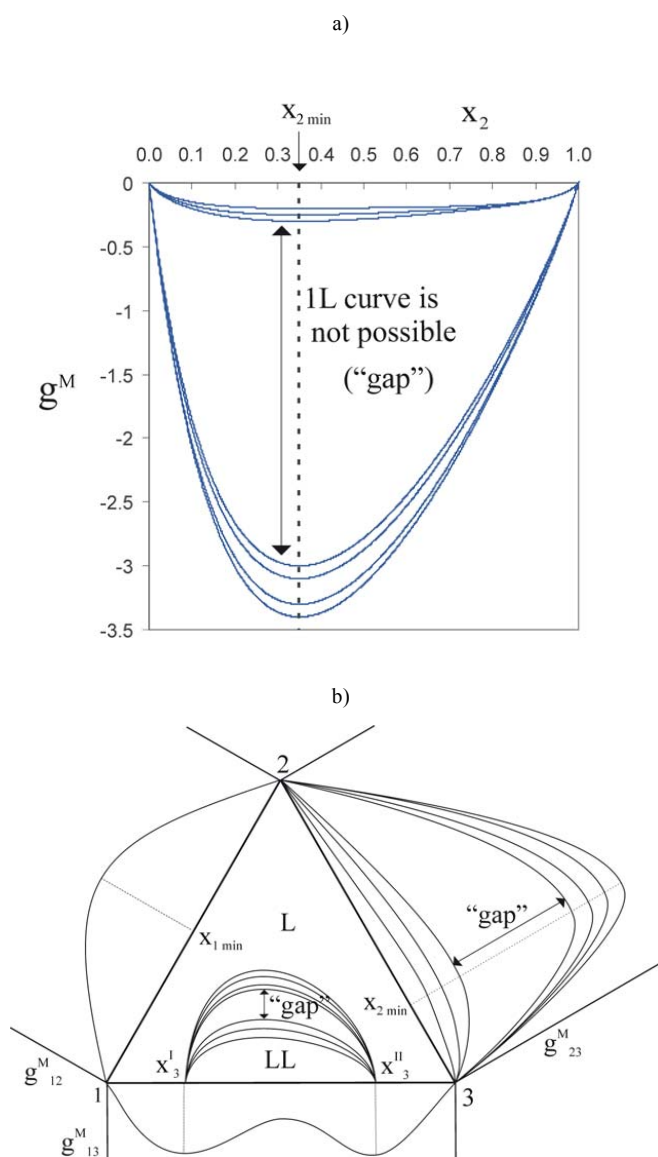 a)
x2 min
x2
0.0 0.1 0.2 0.3 0.4 0.5 0.6 0.7 0.8 0.9 1.0
0
-0.5
-1
-1.5
-2
-2.5
-3
-3.5
gM
1L curve is
not possible
("gap")
b)
2
"gap"
x1 min
L
x2 min
"gap"
LL
xI3
xII3
gM12
1
3
gM23
gM13